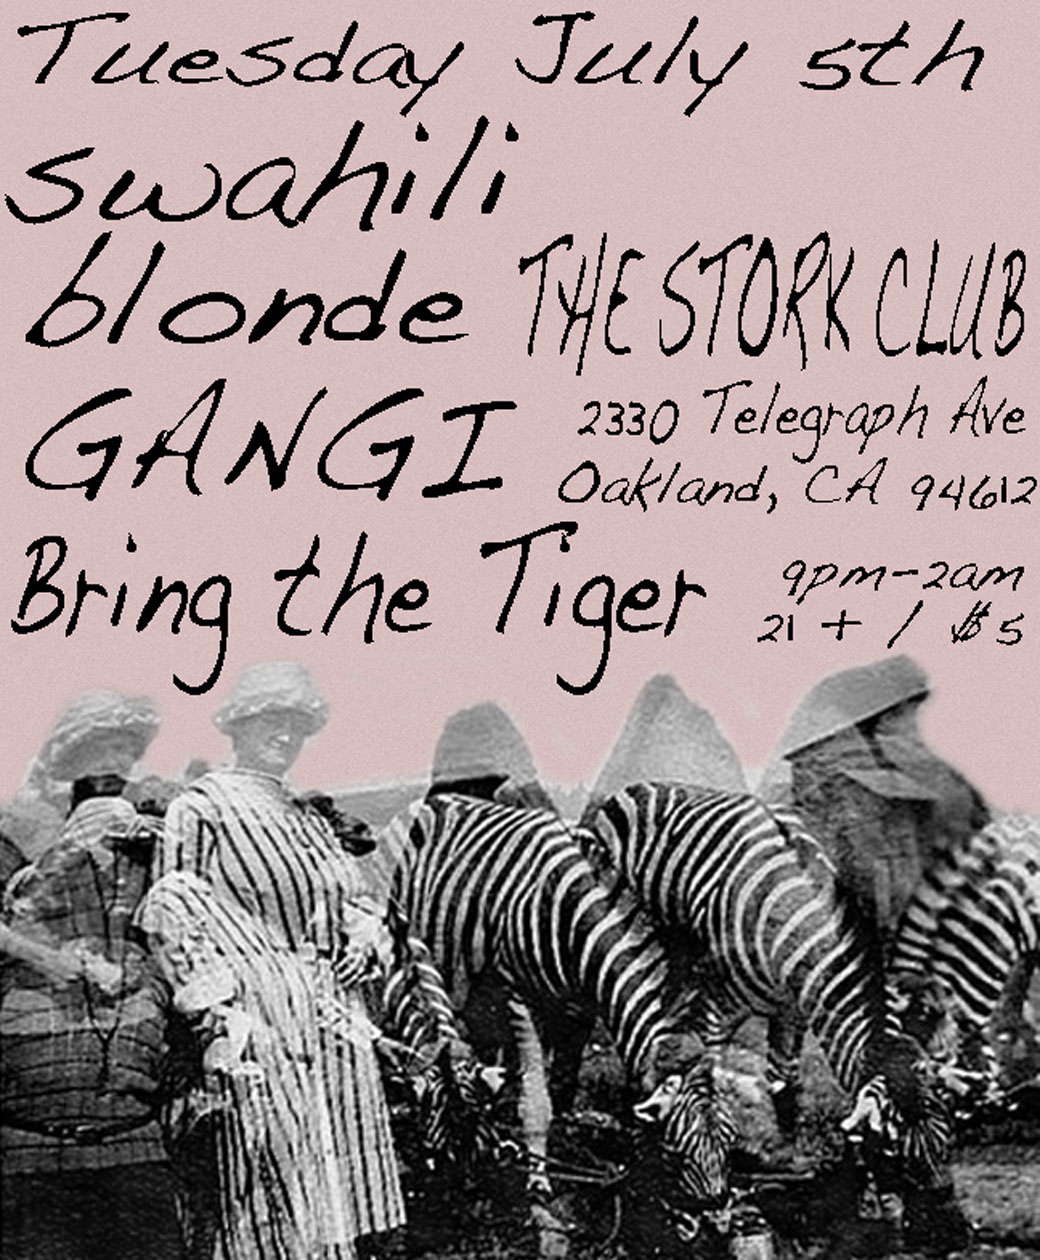 Tuesday July 5th
swahili
blonde
GANGI
Bring the Tiger
THE STORK CLUB
2330 Telegraph Ave
Oakland, CA 94612
9pm-2am
21 + / $5